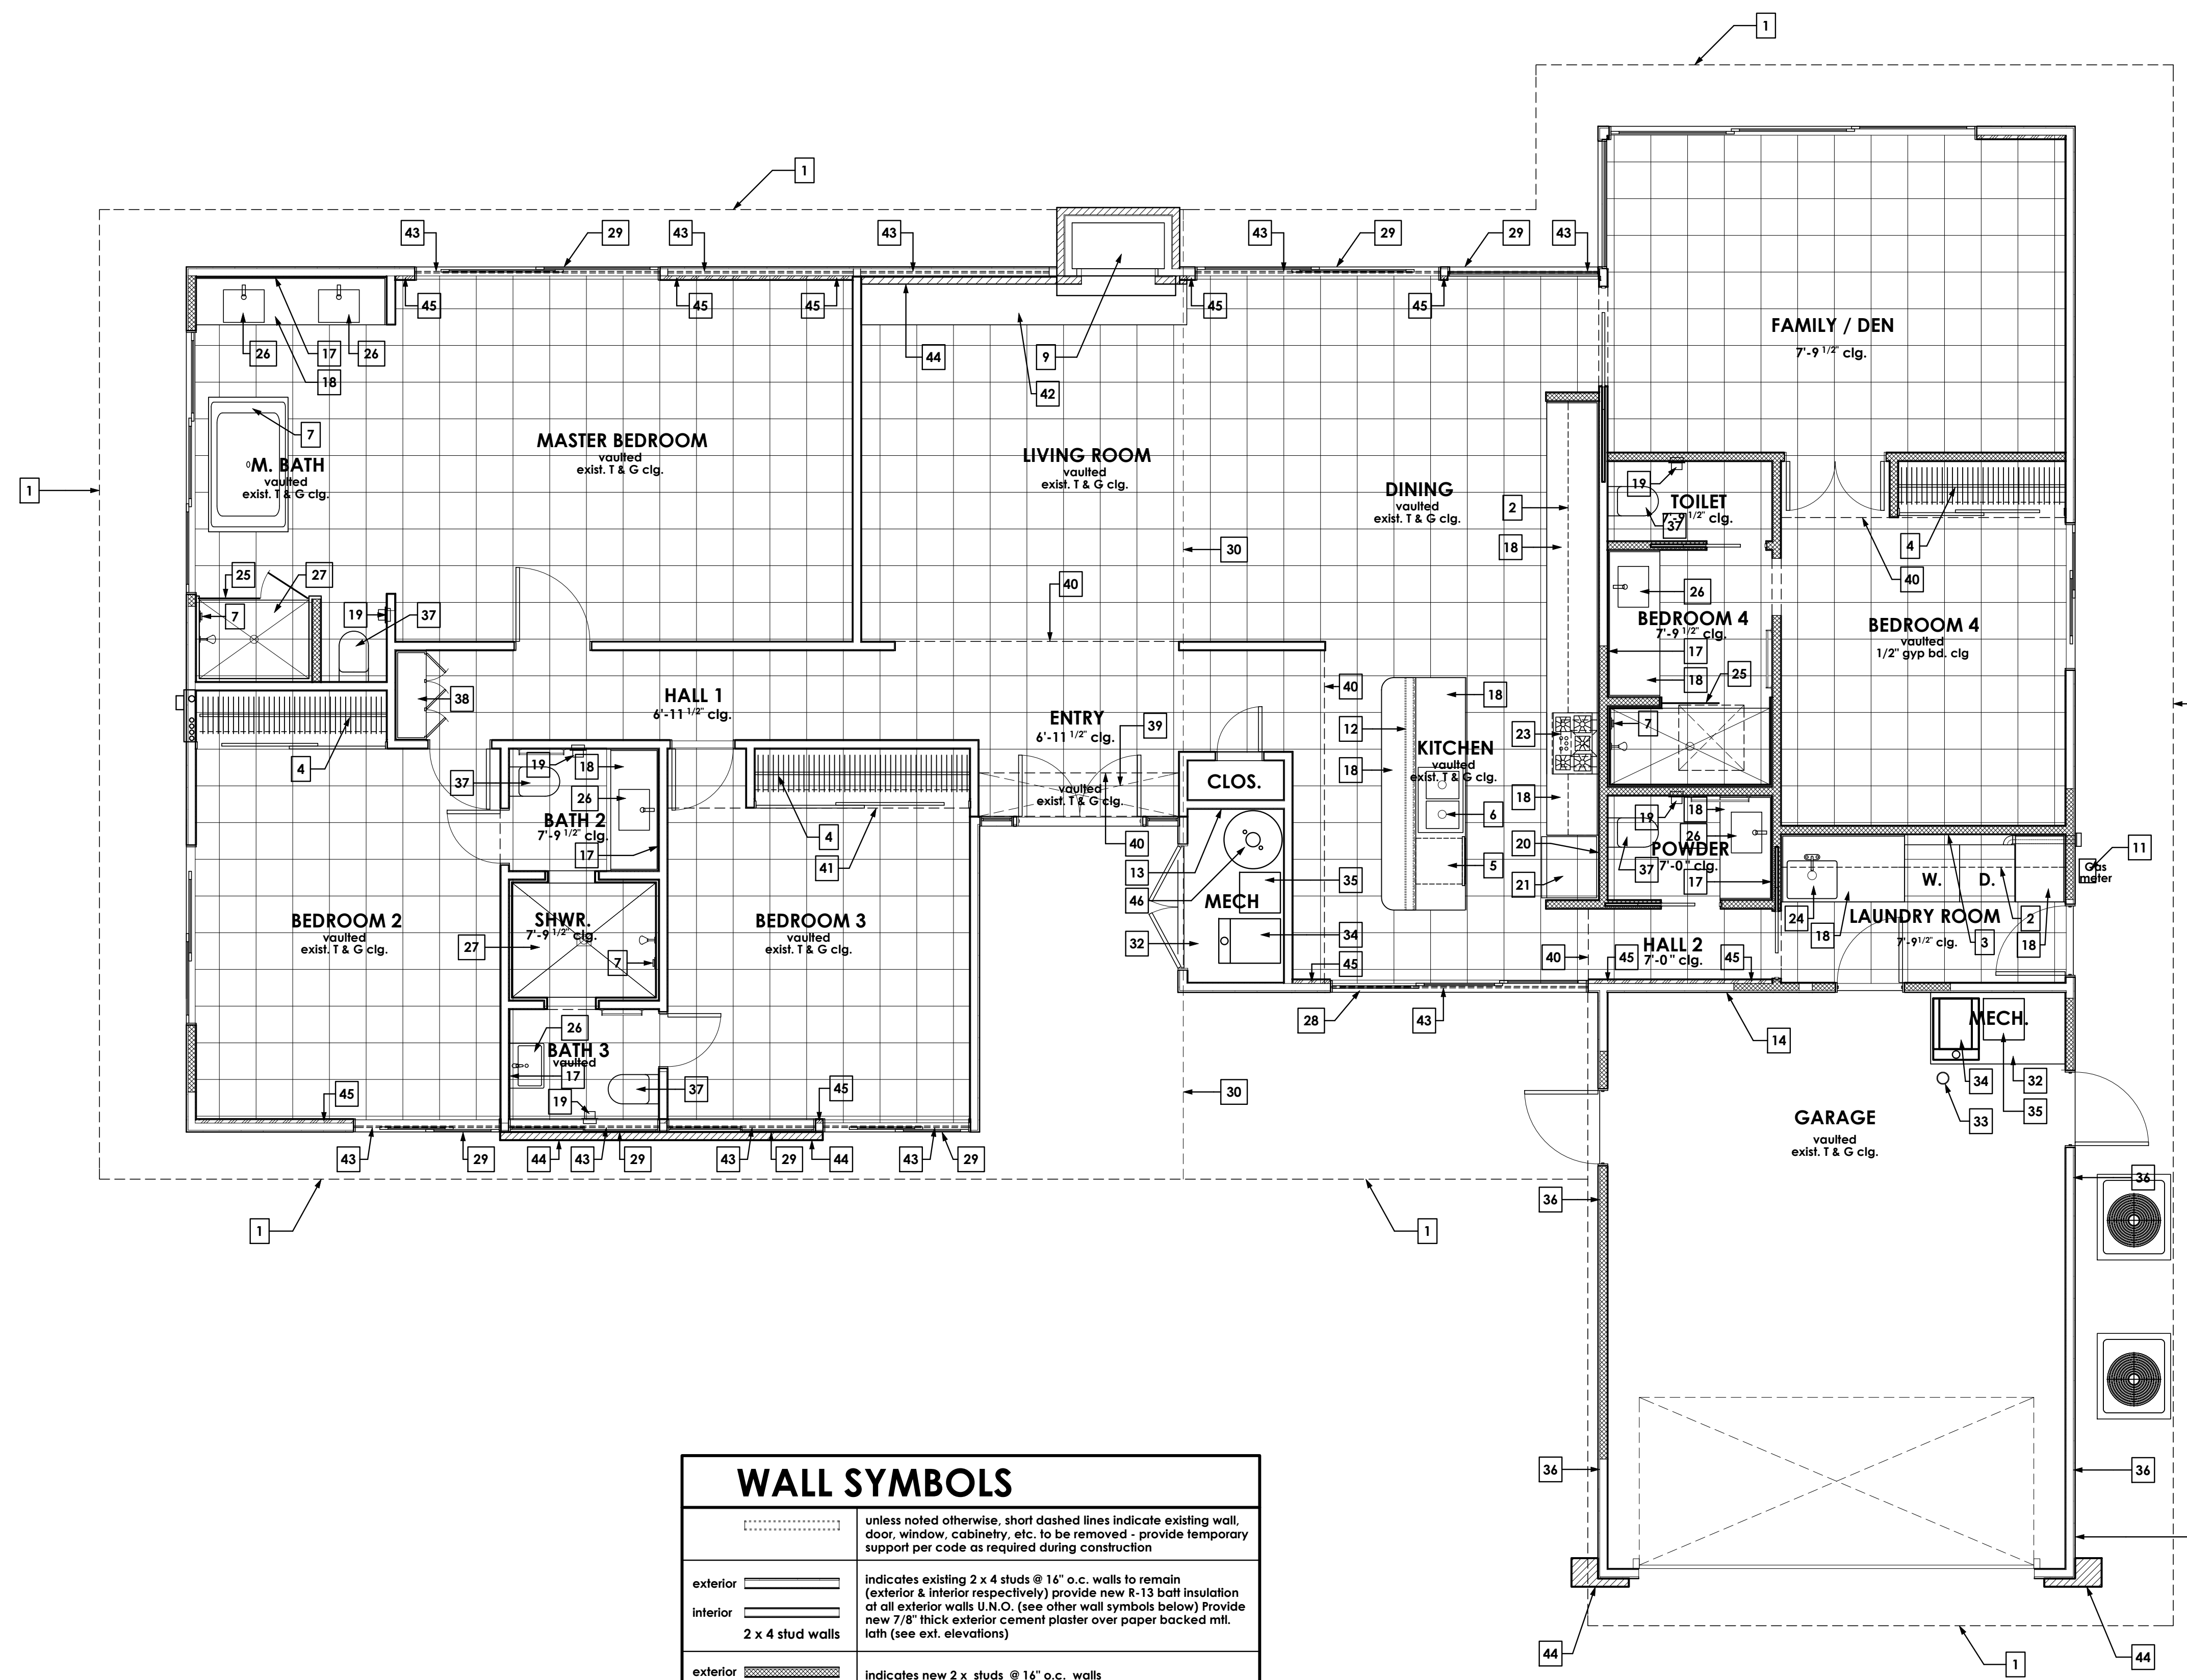 1
1
43
29
43
43
43
29
29
43
45
45
45
45
45
FAMILY / DEN
7'-9 1/2" clg.
26
17
26
18
44
9
42
7
MASTER BEDROOM
vaulted
exist. T & G clg.
M. BATH
vaulted
exist. T & G clg.
LIVING ROOM
vaulted
exist. T & G clg.
DINING
vaulted
exist. T & G clg.
1
2
18
30
19
TOILET
7'-9 1/2" clg.
37
4
40
25
27
7
19
37
40
26
BEDROOM 4
7'-9 1/2" clg.
17
18
25
7
BEDROOM 4
vaulted
1/2" gyp bd. clg
38
HALL 1
6'-11 1/2" clg.
40
18
12
ENTRY
6'-11 1/2" clg.
39
KITCHEN
vaulted
exist. T & G clg.
18
23
4
19
18
37
26
BATH 2
7'-9 1/2" clg.
17
4
41
vaulted
exist. T & G clg.
40
CLOS.
13
46
35
MECH
32
34
45
6
5
18
20
21
19
18
26
37
POWDER
7'-0" clg.
17
11
Gas
meter
W.
D.
24
18
LAUNDRY ROOM
7'-9 1/2" clg.
3
2
18
BEDROOM 2
vaulted
exist. T & G clg.
27
SHWR.
7'-9 1/2" clg.
7
BEDROOM 3
vaulted
exist. T & G clg.
40
45
HALL 2
7'-0" clg.
45
28
43
14
MECH.
34
32
33
35
26
BATH 3
vaulted
17
19
37
45
45
30
GARAGE
vaulted
exist. T & G clg.
43
29
44
43
29
43
29
44
43
29
36
36
1
1
36
36
44
1
44
WALL SYMBOLS
unless noted otherwise, short dashed lines indicate existing wall,
door, window, cabinetry, etc. to be removed - provide temporary
support per code as required during construction
exterior
interior
2 x 4 stud walls
indicates existing 2 x 4 studs @ 16" o.c. walls to remain
(exterior & interior respectively) provide new R-13 batt insulation
at all exterior walls U.N.O. (see other wall symbols below) Provide
new 7/8" thick exterior cement plaster over paper backed mtl.
lath (see ext. elevations)
exterior
indicates new 2 x studs @ 16" o.c. walls